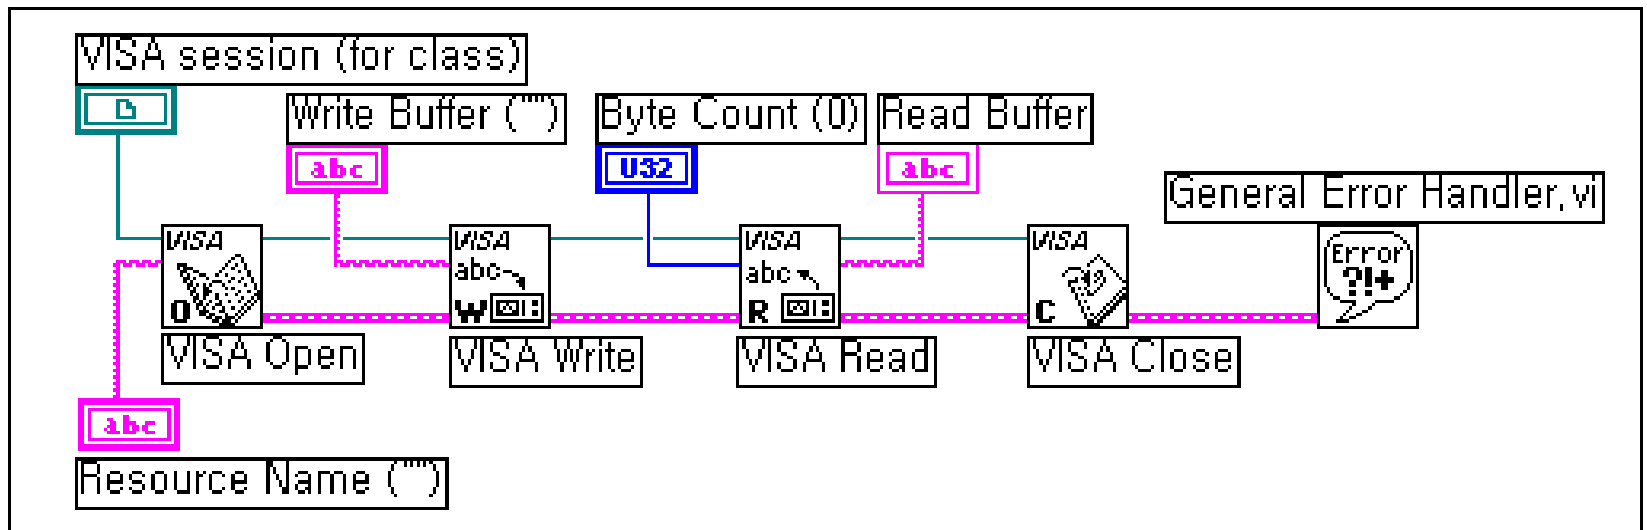 VISA session (for class)
Write Buffer ("")
Byte Count (0)
Read Buffer
abc
U32
abc
General Error Handler.vi
VISA
VISA
abc
VISA
abc
VISA
Error
?!+
O
W
R
C
VISA Open
VISA Write
VISA Read
VISA Close
abc
Resource Name ("")